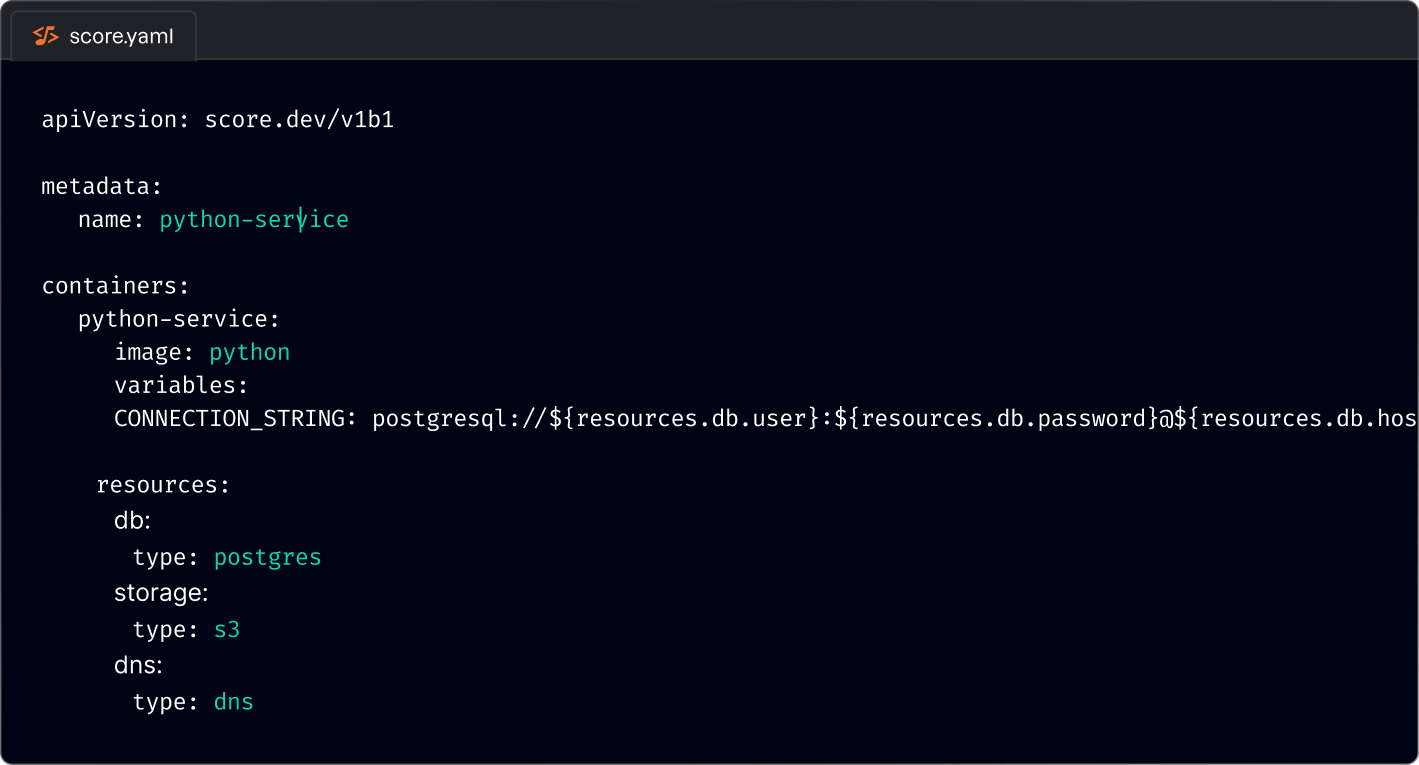 score.yaml
apiVersion: score.dev/v1b1
metadata:
name: python-service
containers:
python-service:
image: python
variables:
CONNECTION_STRING: postgresql://${resources.db.user}:${resources.db.password}@${resources.db.hos
resources:
db:
type: postgres
storage:
type: s3
dns:
type: dns